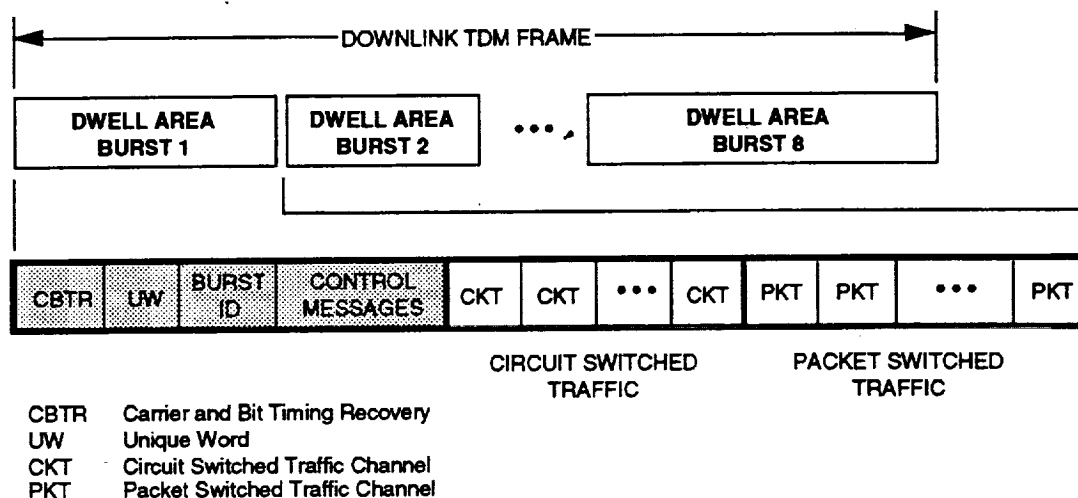 DOWNLINK TDM FRAME
DWELL AREA
BURST 1
DWELL AREA
BURST 2
•••
DWELL AREA
BURST 8
CBTR
UW
BURST
ID
CONTROL
MESSAGES
CKT
CKT
•••
CKT
PKT
PKT
•••
PKT
CIRCUIT SWITCHED
TRAFFIC
PACKET SWITCHED
TRAFFIC
CBTR Carrier and Bit Timing Recovery
UW Unique Word
CKT Circuit Switched Traffic Channel
PKT Packet Switched Traffic Channel